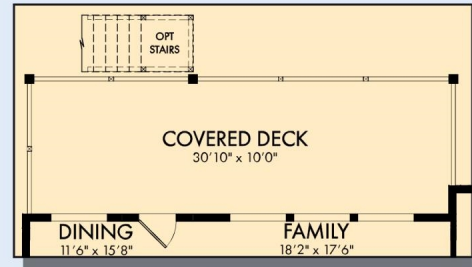 OPT
STAIRS
COVERED DECK
30'10" x 10'0"
DINING
11'6" x 15'8"
FAMILY
18'2" x 17'6"